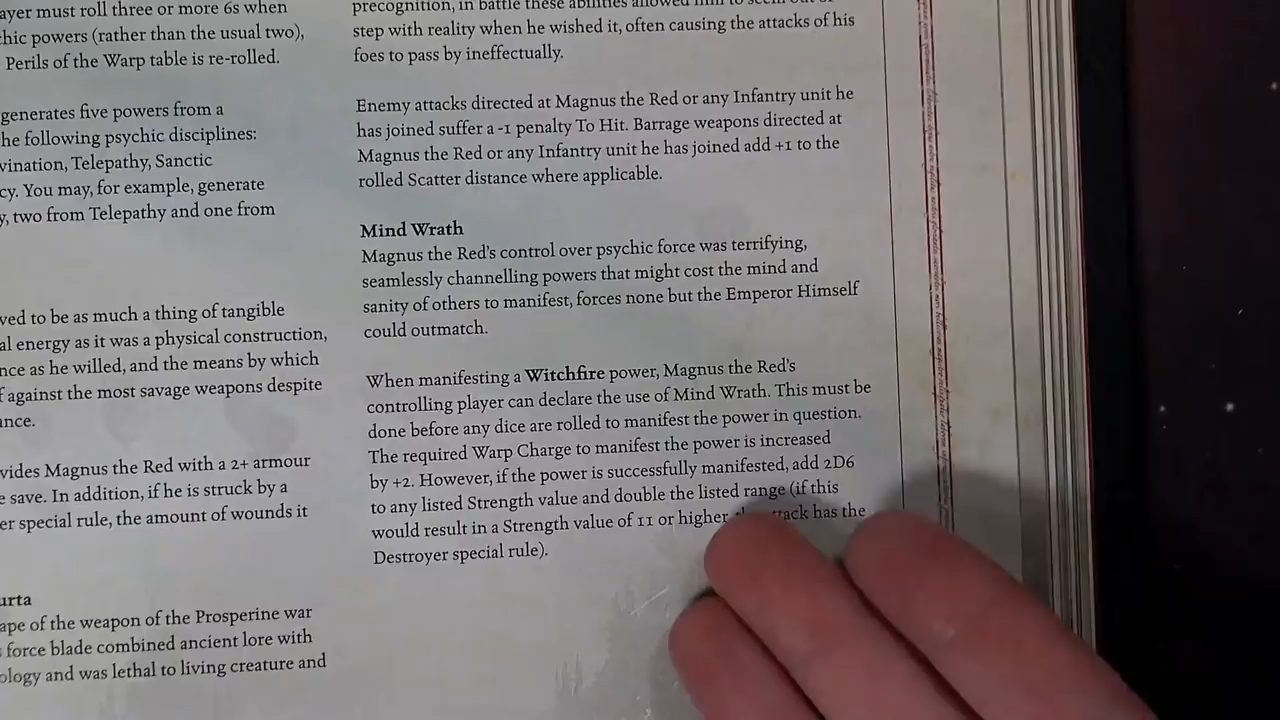 ayer must roll three or more 6s when
hic powers (rather than the usual two),
Perils of the Warp table is re-rolled.
generates five powers from a
he following psychic disciplines:
vination, Telepathy, Sanctic
cy. You may, for example, generate
y, two from Telepathy and one from
ved to be as much a thing of tangible
al energy as it was a physical construction,
nce as he willed, and the means by which
f against the most savage weapons despite
ance.
vides Magnus the Red with a 2+ armour
e save. In addition, if he is struck by a
er special rule, the amount of wounds it
urta
ape of the weapon of the Prosperine war
force blade combined ancient lore with
ology and was lethal to living creature and
precognition, in battle these abilities allowed him to seem out of
step with reality when he wished it, often causing the attacks of his
foes to pass by ineffectually.
Enemy attacks directed at Magnus the Red or any Infantry unit he
has joined suffer a -1 penalty To Hit. Barrage weapons directed at
Magnus the Red or any Infantry unit he has joined add +1 to the
rolled Scatter distance where applicable.
Mind Wrath
Magnus the Red's control over psychic force was terrifying,
seamlessly channelling powers that might cost the mind and
sanity of others to manifest, forces none but the Emperor Himself
could outmatch.
When manifesting a Witchfire power, Magnus the Red's
controlling player can declare the use of Mind Wrath. This must be
done before any dice are rolled to manifest the power in question.
The required Warp Charge to manifest the power is increased
by +2. However, if the power is successfully manifested, add 2D6
to any listed Strength value and double the listed range (if this
would result in a Strength value of 11 or higher ttack has the
Destroyer special rule).